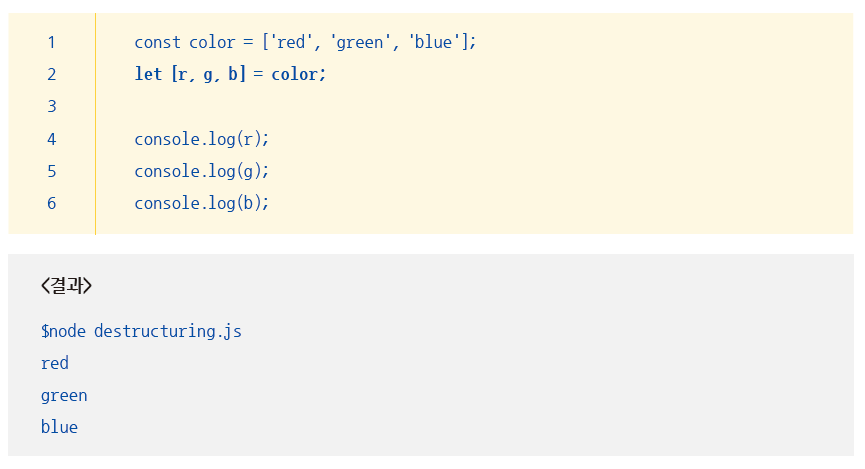 1 const color = ['red', 'green', 'blue'];
2 let [r, g, b] = color;
3
4 console.log(r);
5 console.log(g);
6 console.log(b);
<결과>
$node destructuring.js
red
green
blue